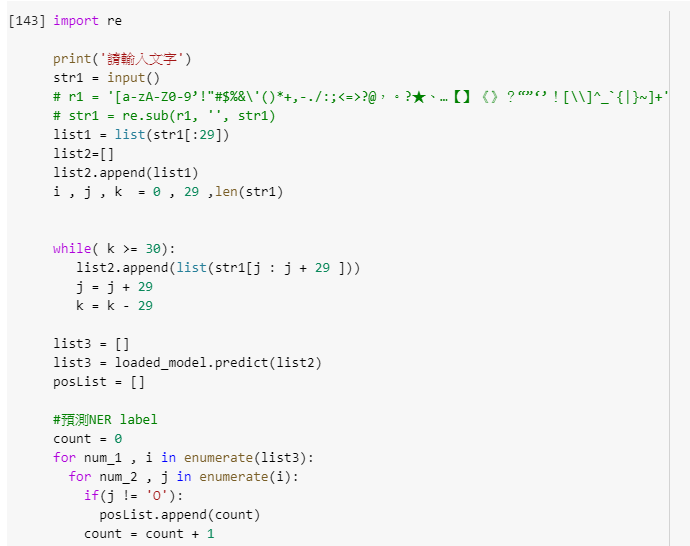 [143] import re
print('請輸入文字')
str1 = input()
# r1 = '[a-zA-Z0-9’!"#$%&\'()*+,-./:;<=>?@，。?★、…【】《》？“”‘’！[\\]^_`{|}~]+'
# str1 = re.sub(r1, '', str1)
list1 = list(str1[:29])
list2=[]
list2.append(list1)
i , j , k  = 0 , 29 ,len(str1)
while( k >= 30):
   list2.append(list(str1[j : j + 29 ]))
   j = j + 29
   k = k - 29
list3 = []
list3 = loaded_model.predict(list2)
posList = []
#預測NER label
count = 0
for num_1 , i in enumerate(list3):
  for num_2 , j in enumerate(i):
    if(j != 'O'):
      posList.append(count)
    count = count + 1